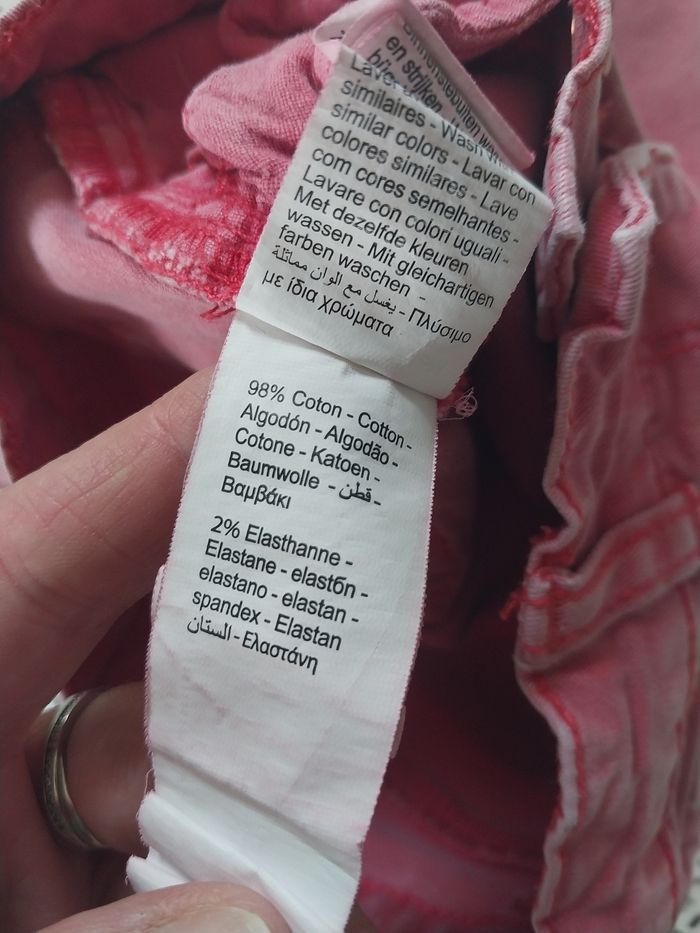 en strijken
Laver
similaires - Wash
similar colors - Lavar con
colores similares - Lave
com cores semelhantes -
Lavare con colori uguali -
Met dezelfde kleuren
wassen - Mit gleichartigen
farben waschen -
يغسل مع الوان مماثلة - Πλύσιμο
με ίδια χρώματα
98% Coton - Cotton -
Algodón - Algodão -
Cotone - Katoen -
Baumwolle - قطن -
Βαμβάκι
2% Elasthanne -
Elastane - elastбn -
elastano - elastan -
spandex - Elastan
الستان - Ελαστάνη